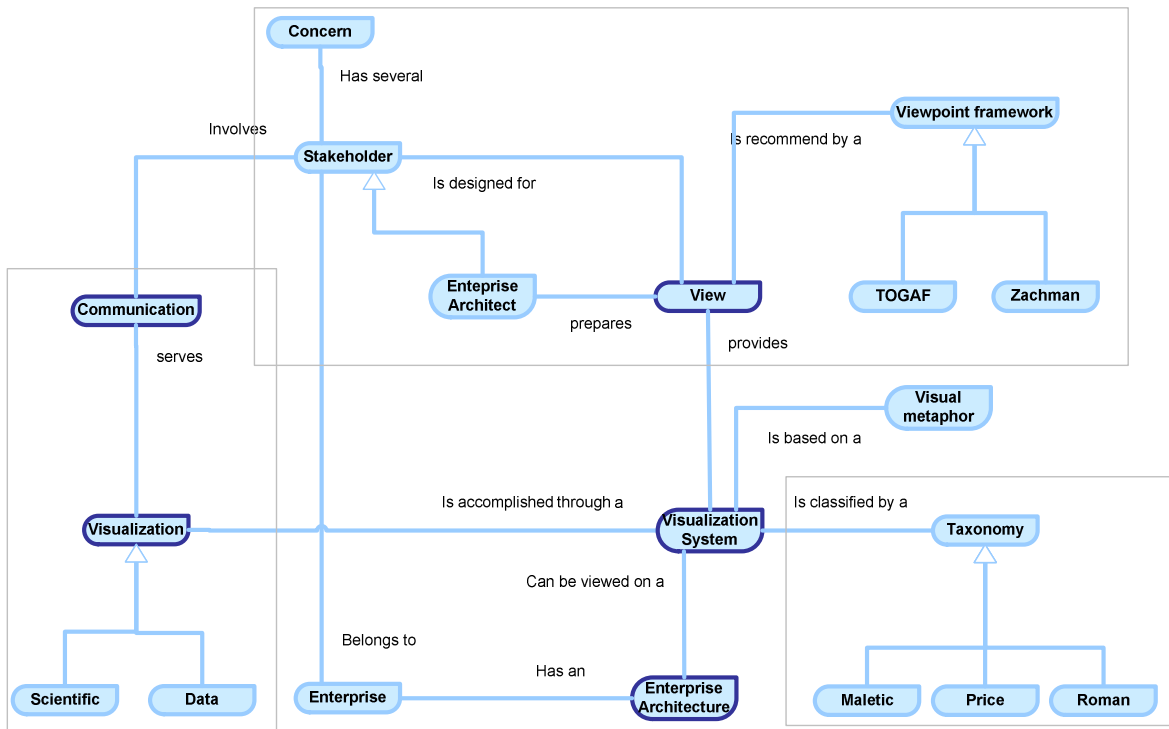 Concern
Has several
Viewpoint framework
Involves
Is recommend by a
Stakeholder
Is designed for
Enteprise
Architect
View
TOGAF
Zachman
Communication
prepares
provides
serves
Visual
metaphor
Is based on a
Is accomplished through a
Is classified by a
Visualization
Visualization
System
Taxonomy
Can be viewed on a
Belongs to
Has an
Scientific
Data
Enterprise
Enterprise
Architecture
Maletic
Price
Roman